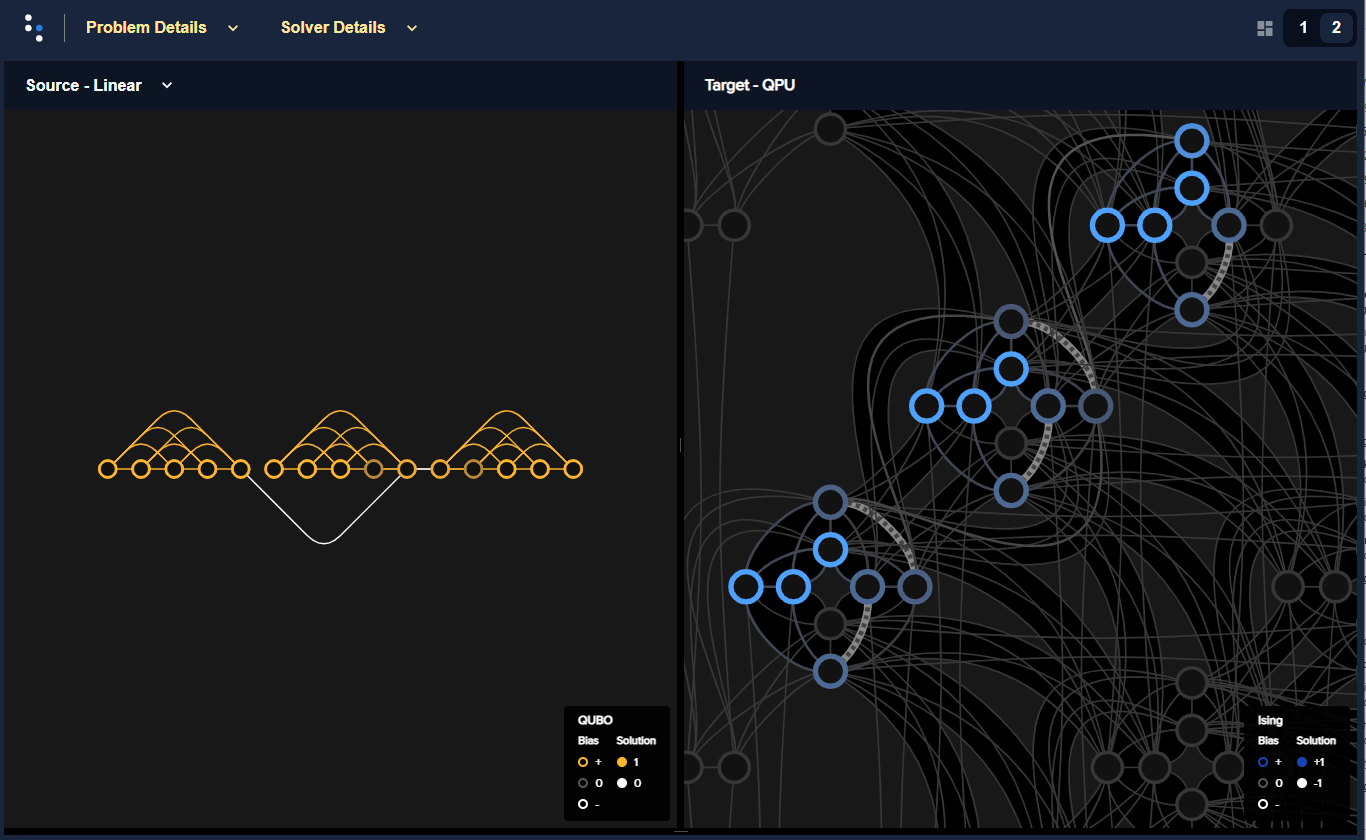 Problem Details Solver Details 1 2
Source - Linear
Target - QPU
QUBO
Bias Solution
+ 1
0 0
-
Ising
Bias Solution
+ +1
0 -1
-